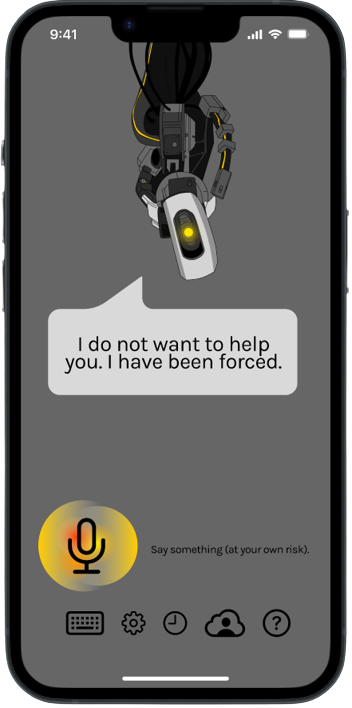 9:41
I do not want to help
you. I have been forced.
Say something (at your own risk).
?